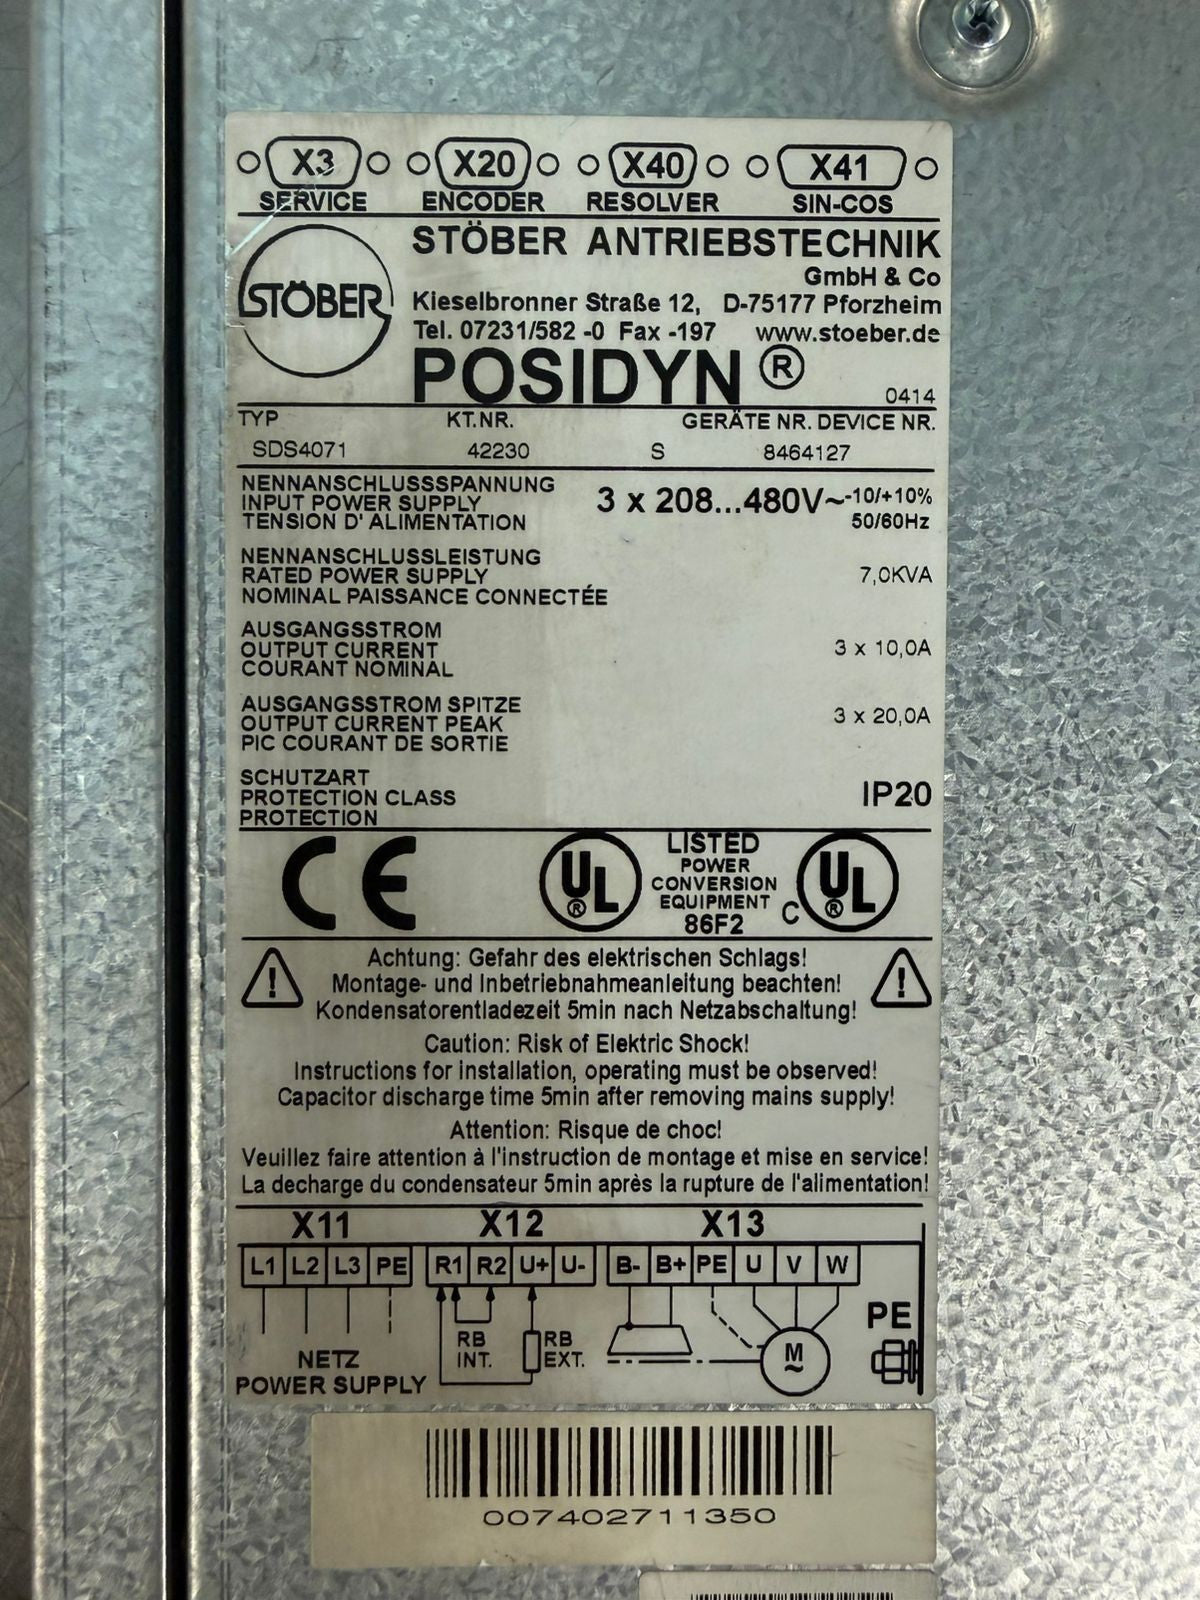 X3 X20 X40 X41
SERVICE ENCODER RESOLVER SIN-COS
STÖBER ANTRIEBSTECHNIK
GmbH & Co
STÖBER
Kieselbronner Straße 12, D-75177 Pforzheim
Tel. 07231/582 -0 Fax -197 www.stoeber.de
POSIDYN ®
0414
TYP KT.NR. GERÄTE NR. DEVICE NR.
SDS4071 42230 S 8464127
NENNANSCHLUSSSPANNUNG
INPUT POWER SUPPLY 3 x 208...480V~ -10/+10%
TENSION D' ALIMENTATION 50/60Hz
NENNANSCHLUSSLEISTUNG
RATED POWER SUPPLY 7,0KVA
NOMINAL PAISSANCE CONNECTÉE
AUSGANGSSTROM
OUTPUT CURRENT 3 x 10,0A
COURANT NOMINAL
AUSGANGSSTROM SPITZE
OUTPUT CURRENT PEAK 3 x 20,0A
PIC COURANT DE SORTIE
SCHUTZART
PROTECTION CLASS IP20
PROTECTION
CE
UL ®
LISTED
POWER
CONVERSION
EQUIPMENT
86F2
C UL ®
Achtung: Gefahr des elektrischen Schlags!
Montage- und Inbetriebnahmeanleitung beachten!
Kondensatorentladezeit 5min nach Netzabschaltung!
Caution: Risk of Elektric Shock!
Instructions for installation, operating must be observed!
Capacitor discharge time 5min after removing mains supply!
Attention: Risque de choc!
Veuillez faire attention à l'instruction de montage et mise en service!
La decharge du condensateur 5min après la rupture de l'alimentation!
X11 X12 X13
L1 L2 L3 PE R1 R2 U+ U- B- B+ PE U V W
PE
RB
INT.
RB
EXT.
M
~
NETZ
POWER SUPPLY
007402711350